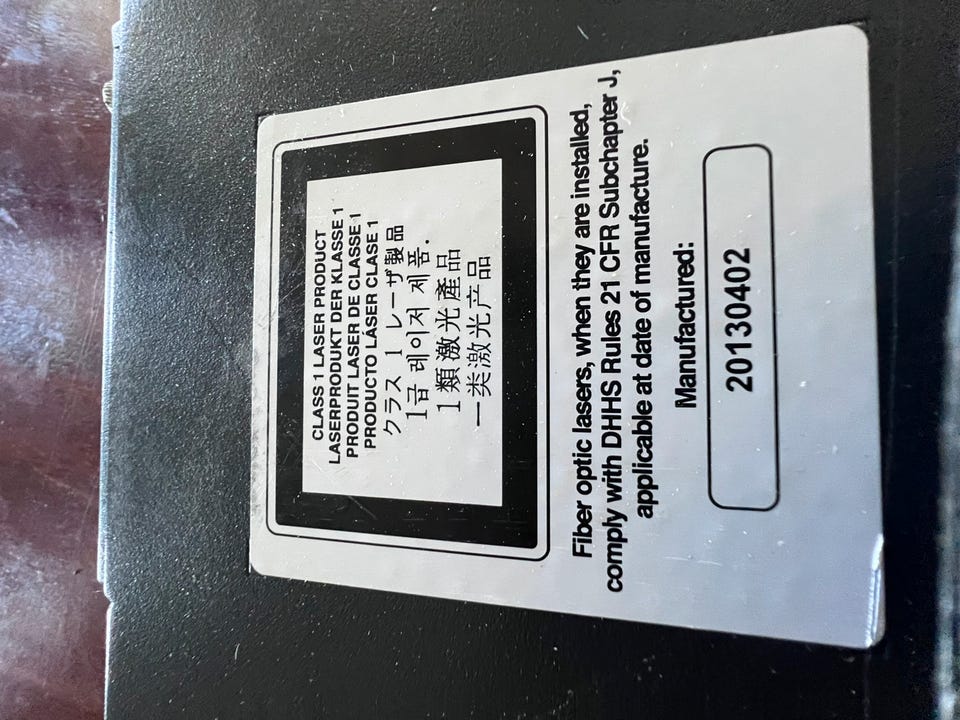 CLASS 1 LASER PRODUCT
LASERPRODUKT DER KLASSE 1
PRODUIT LASER DE CLASSE 1
PRODUCTO LASER CLASE 1
クラス 1 レーザ製品
1급 레이저 제품.
1 類激光產品
一类激光产品
Fiber optic lasers, when they are installed,
comply with DHHS Rules 21 CFR Subchapter J,
applicable at date of manufacture.
Manufactured:
20130402